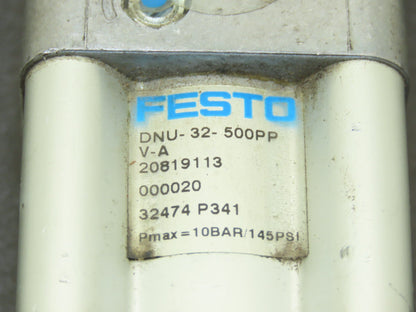 FESTO
DNU- 32- 500PP
V-A
20819113
000020
32474 P341
Pmax=10BAR/145PSI